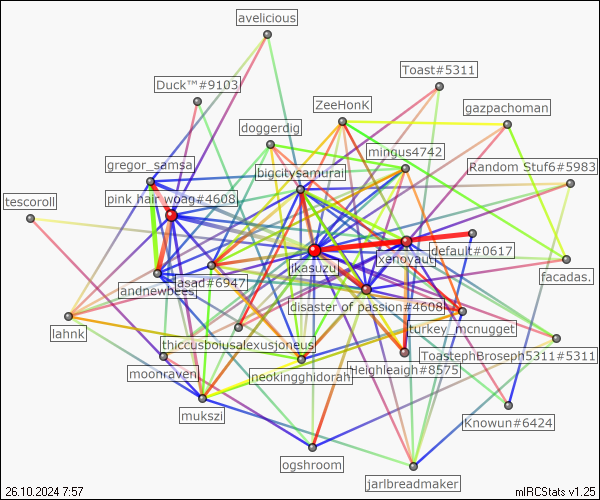 avelicious
Toast#5311
Duck™#9103
ZeeHonK
gazpachoman
doggerdig
mingus4742
gregor_samsa
bigcitysamurai
Random Stuf6#5983
pink hair woag#4608
tescoroll
default#0617
xenoyaut
ikasuzu
asad#6947
facadas.
andnewbees
disaster of passion#4608
turkey_mcnugget
lahnk
thiccusboiusalexusjoneus
ToastephBroseph5311#5311
moonraven
neokingghidorah
Heighleaigh#8575
mukszi
Knowun#6424
ogshroom
jarlbreadmaker
26.10.2024 7:57
mIRCStats v1.25